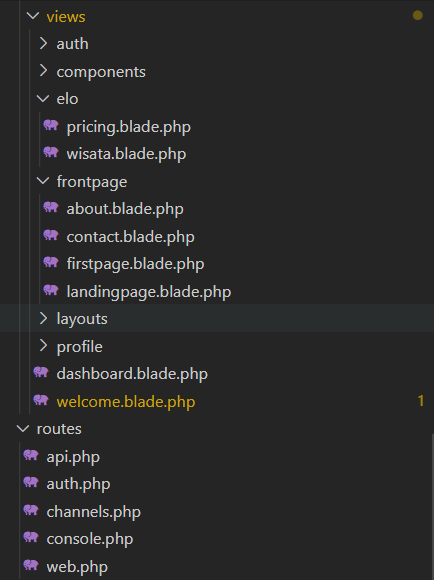 views
auth
components
elo
pricing.blade.php
wisata.blade.php
frontpage
about.blade.php
contact.blade.php
firstpage.blade.php
landingpage.blade.php
layouts
profile
dashboard.blade.php
welcome.blade.php 1
routes
api.php
auth.php
channels.php
console.php
web.php